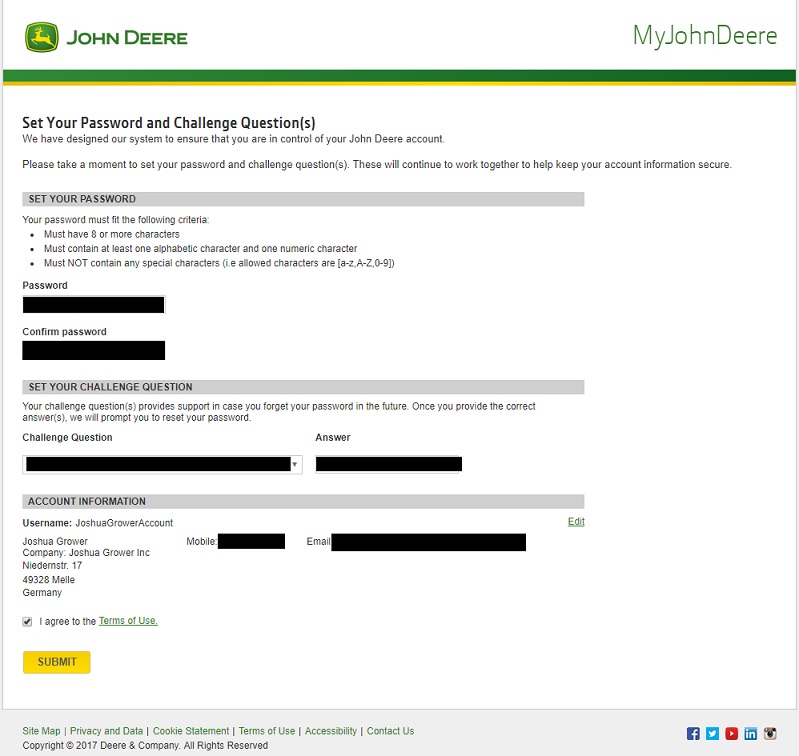 JOHN DEERE
MyJohnDeere
Set Your Password and Challenge Question(s)
We have designed our system to ensure that you are in control of your John Deere account.
Please take a moment to set your password and challenge question(s). These will continue to work together to help keep your account information secure.
SET YOUR PASSWORD
Your password must fit the following criteria:
Must have 8 or more characters
Must contain at least one alphabetic character and one numeric character
Must NOT contain any special characters (i.e allowed characters are [a-z,A-Z,0-9])
Password
Confirm password
SET YOUR CHALLENGE QUESTION
Your challenge question(s) provides support in case you forget your password in the future. Once you provide the correct
answer(s), we will prompt you to reset your password.
Challenge Question Answer
ACCOUNT INFORMATION
Username: JoshuaGrowerAccount Edit
Joshua Grower Mobile: Email
Company: Joshua Grower Inc
Niedernstr. 17
49328 Melle
Germany
I agree to the Terms of Use.
SUBMIT
Site Map | Privacy and Data | Cookie Statement | Terms of Use | Accessibility | Contact Us
Copyright © 2017 Deere & Company. All Rights Reserved